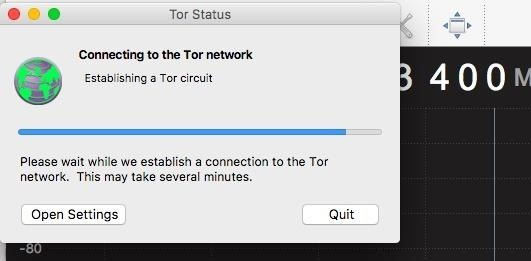 Tor Status
Connecting to the Tor network
Establishing a Tor circuit
3 400 M
Please wait while we establish a connection to the Tor
network.  This may take several minutes.
Open Settings
Quit
-80